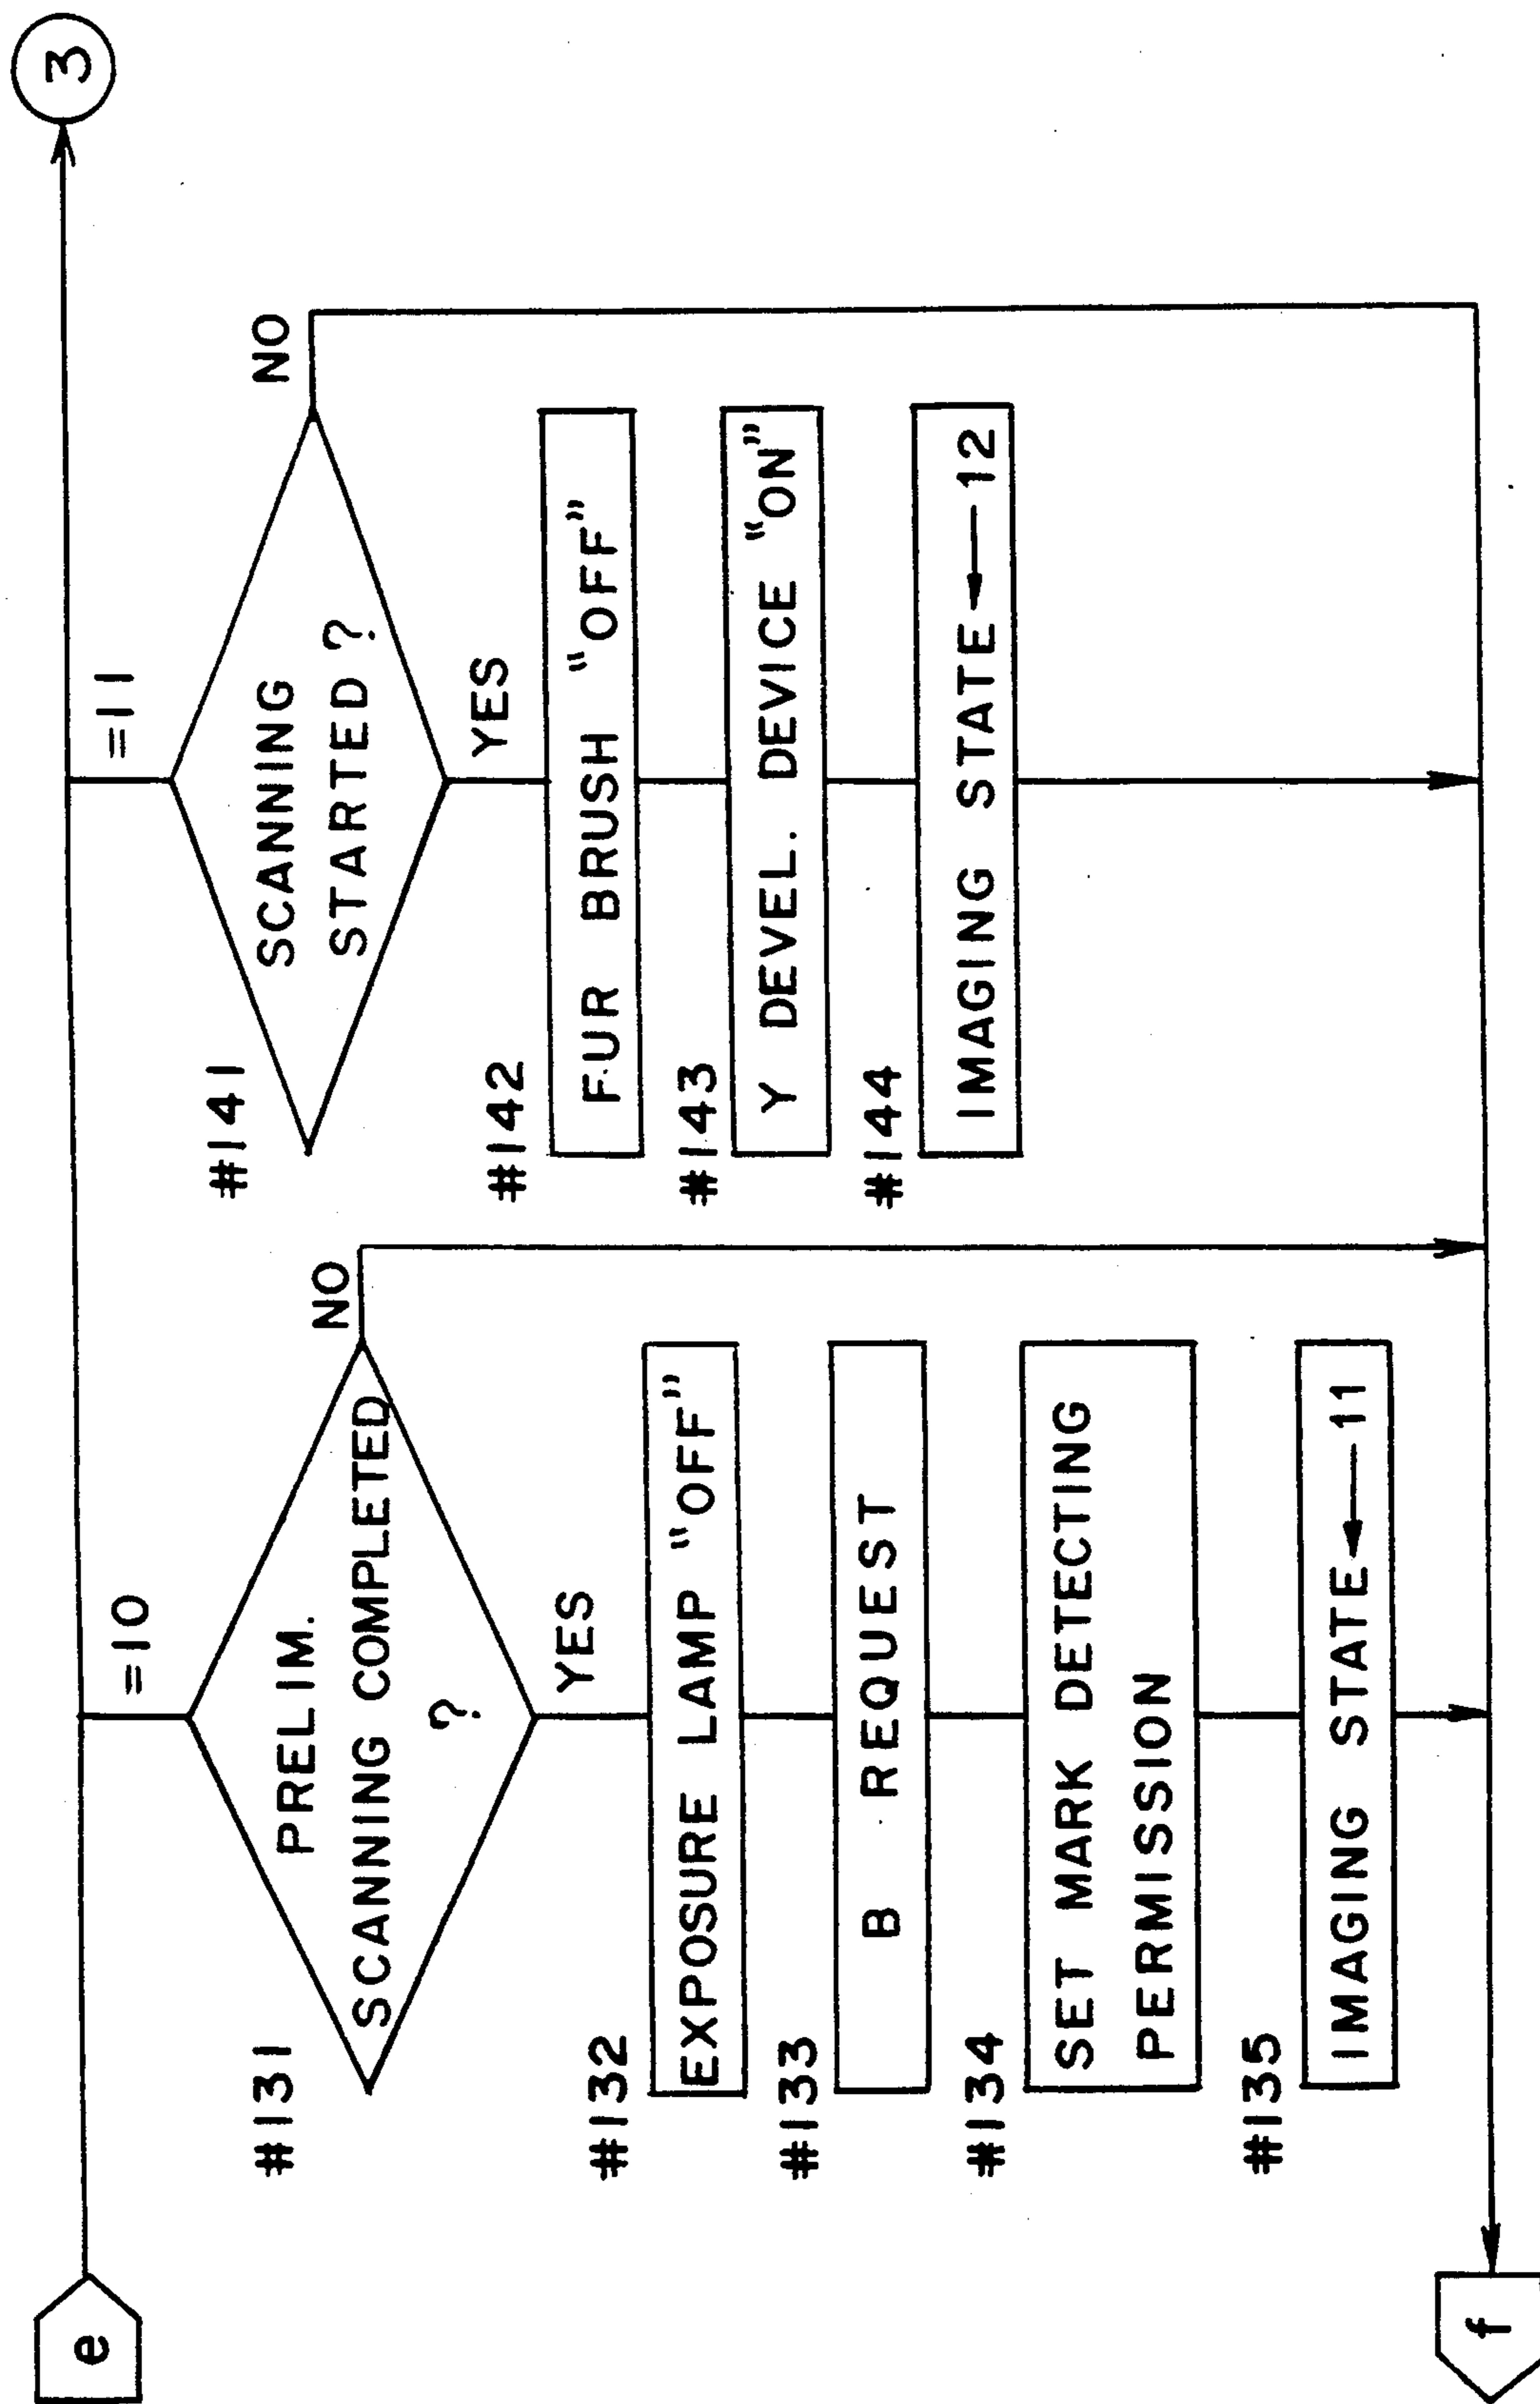 e
3
=10
#131
PRELIM.
SCANNING COMPLETED
?
NO
YES
#132
EXPOSURE LAMP "OFF"
#133
B REQUEST
#134
SET MARK DETECTING
PERMISSION
#135
IMAGING STATE ← 11
=11
#141
SCANNING
STARTED ?
NO
YES
#142
FUR BRUSH "OFF"
#143
Y DEVEL. DEVICE "ON"
#144
IMAGING STATE ← 12
f